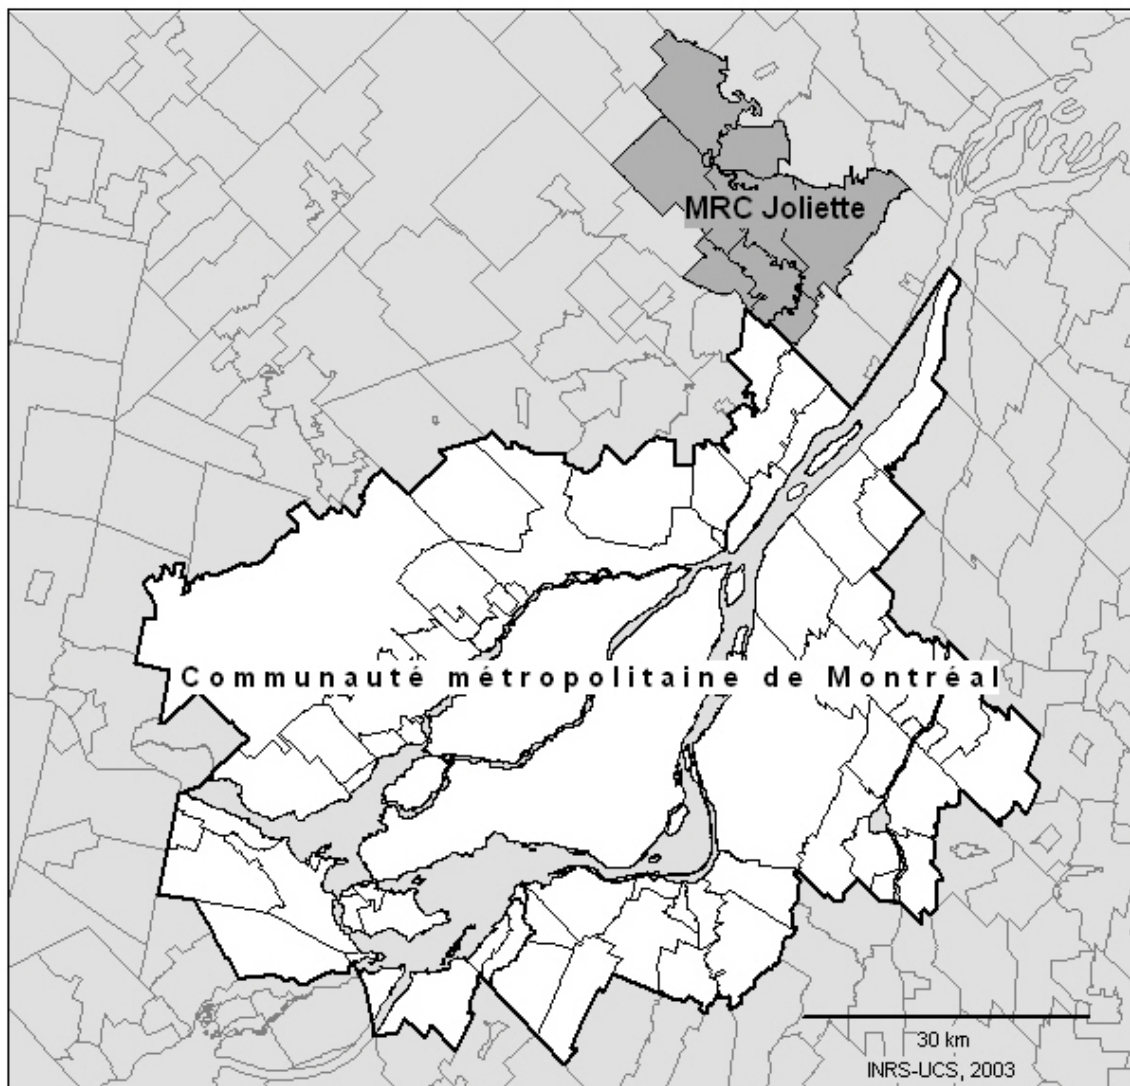 MRC Joliette
Communauté métropolitaine de Montréal
30 km
INRS-UCS, 2003